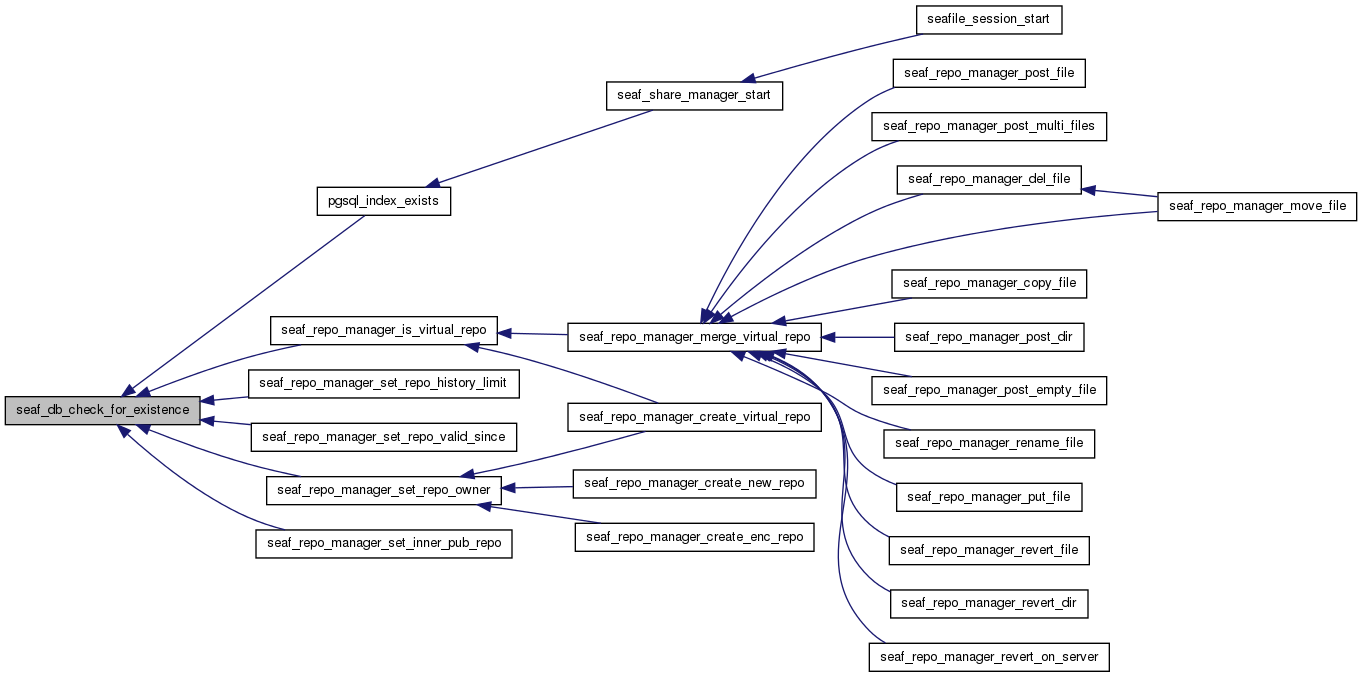 seafile_session_start
seaf_repo_manager_post_file
seaf_share_manager_start
seaf_repo_manager_post_multi_files
seaf_repo_manager_del_file
pgsql_index_exists
seaf_repo_manager_move_file
seaf_repo_manager_copy_file
seaf_repo_manager_is_virtual_repo
seaf_repo_manager_merge_virtual_repo
seaf_repo_manager_post_dir
seaf_repo_manager_set_repo_history_limit
seaf_repo_manager_post_empty_file
seaf_db_check_for_existence
seaf_repo_manager_create_virtual_repo
seaf_repo_manager_set_repo_valid_since
seaf_repo_manager_rename_file
seaf_repo_manager_set_repo_owner
seaf_repo_manager_create_new_repo
seaf_repo_manager_put_file
seaf_repo_manager_set_inner_pub_repo
seaf_repo_manager_create_enc_repo
seaf_repo_manager_revert_file
seaf_repo_manager_revert_dir
seaf_repo_manager_revert_on_server